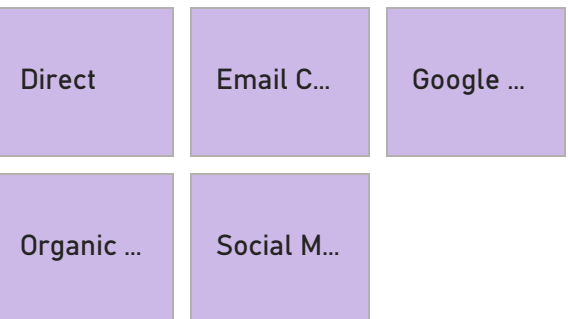 Direct
Email C...
Google ...
Organic ...
Social M...